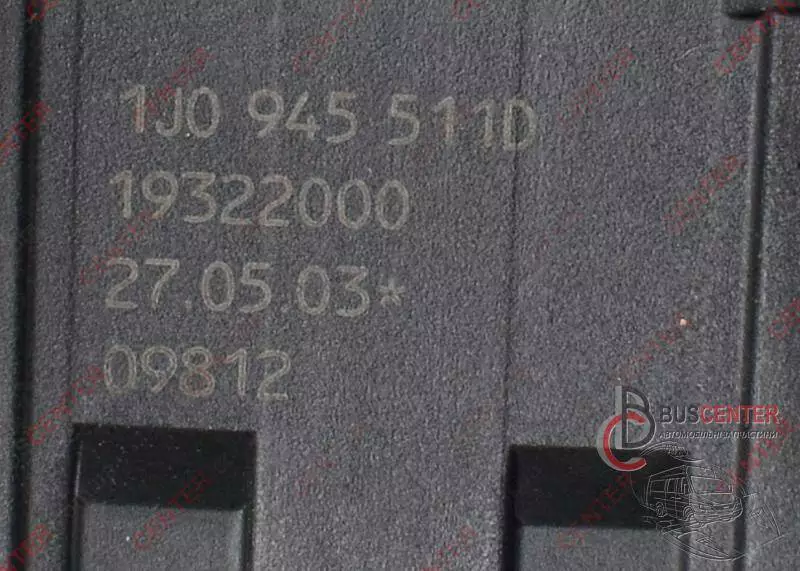 1J0 945 511D
19322000
27.05.03*
09812
BUSCENTER
АВТОМОБІЛЬНІ ЗАПЧАСТИНИ